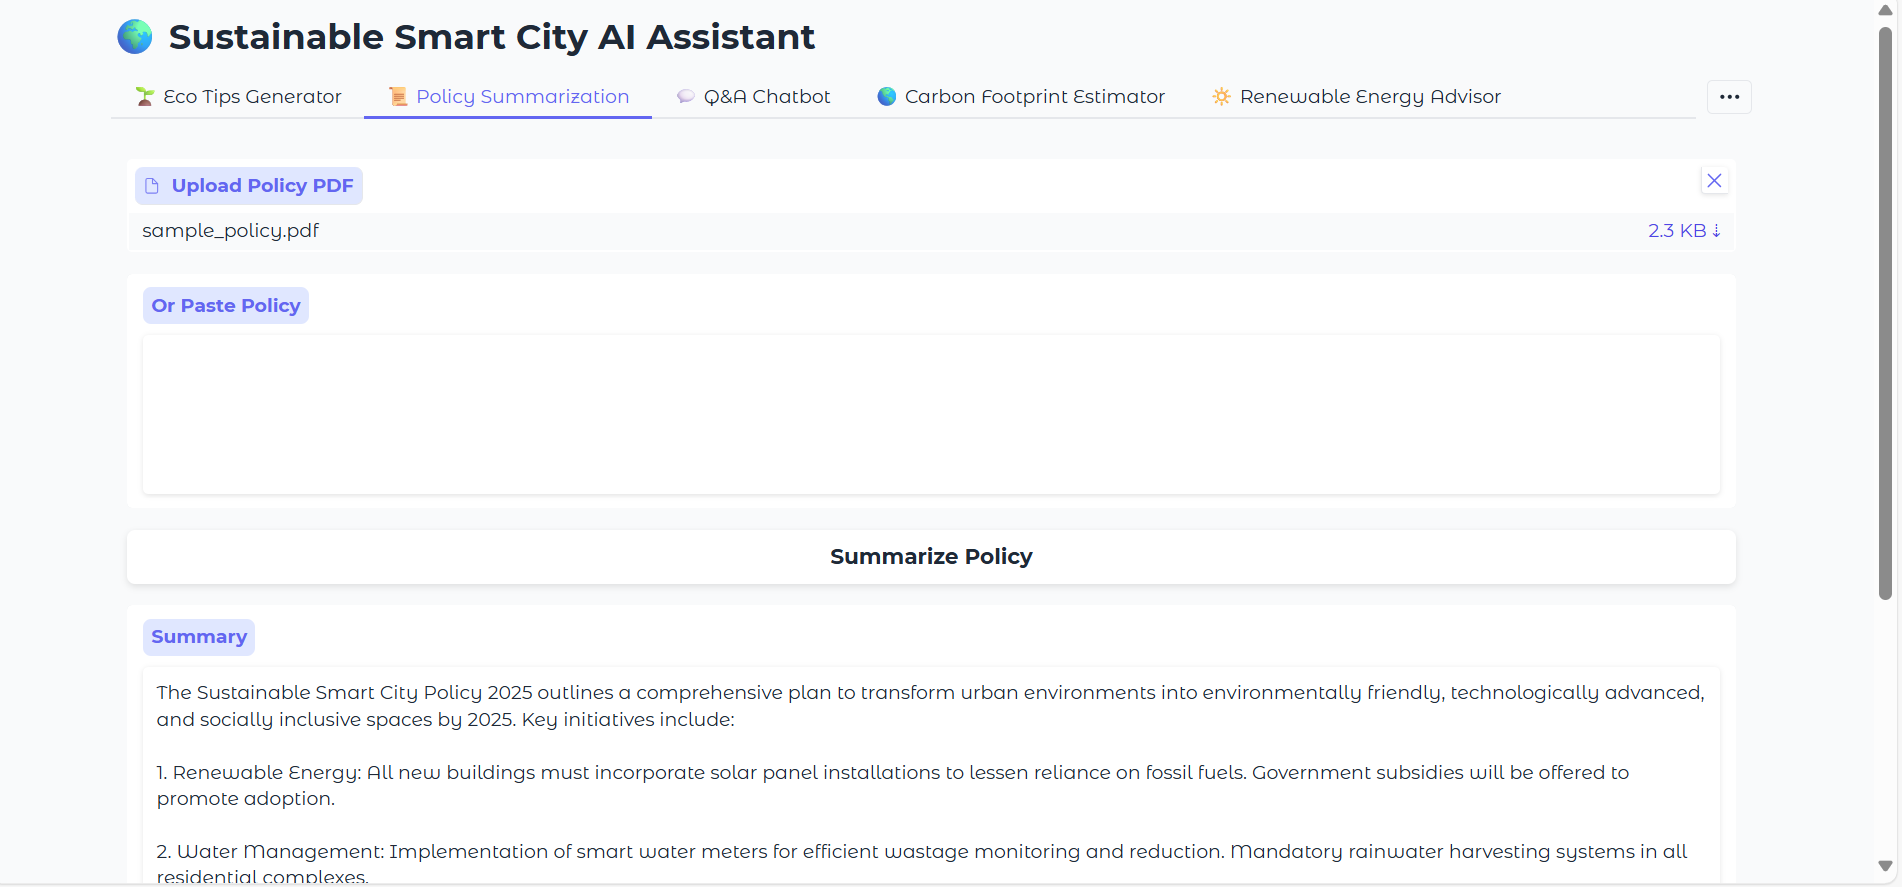 Sustainable Smart City AI Assistant
Eco Tips Generator
Policy Summarization
Q&A Chatbot
Carbon Footprint Estimator
Renewable Energy Advisor
Upload Policy PDF
sample_policy.pdf
2.3 KB ↓
Or Paste Policy
Summarize Policy
Summary
The Sustainable Smart City Policy 2025 outlines a comprehensive plan to transform urban environments into environmentally friendly, technologically advanced,
and socially inclusive spaces by 2025. Key initiatives include:
1. Renewable Energy: All new buildings must incorporate solar panel installations to lessen reliance on fossil fuels. Government subsidies will be offered to
promote adoption.
2. Water Management: Implementation of smart water meters for efficient wastage monitoring and reduction. Mandatory rainwater harvesting systems in all
residential complexes.